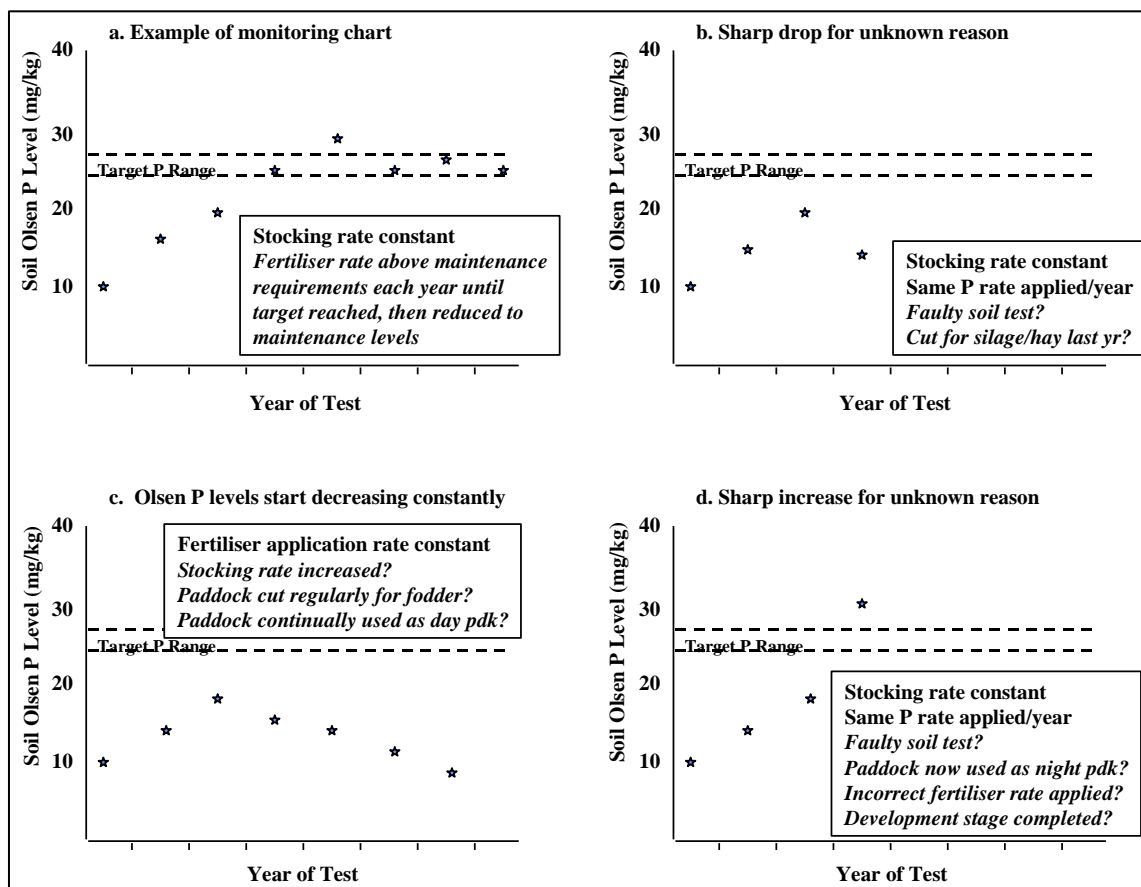 a. Example of monitoring chart
Soil Olsen P Level (mg/kg)
40
30
20
10
Target P Range
Stocking rate constant
Fertiliser rate above maintenance
requirements each year until
target reached, then reduced to
maintenance levels
Year of Test
b. Sharp drop for unknown reason
Soil Olsen P Level (mg/kg)
40
30
20
10
Target P Range
Stocking rate constant
Same P rate applied/year
Faulty soil test?
Cut for silage/hay last yr?
Year of Test
c. Olsen P levels start decreasing constantly
Soil Olsen P Level (mg/kg)
40
30
20
10
Fertiliser application rate constant
Stocking rate increased?
Paddock cut regularly for fodder?
Paddock continually used as day pdk?
Target P Range
Year of Test
d. Sharp increase for unknown reason
Soil Olsen P Level (mg/kg)
40
30
20
10
Target P Range
Stocking rate constant
Same P rate applied/year
Faulty soil test?
Paddock now used as night pdk?
Incorrect fertiliser rate applied?
Development stage completed?
Year of Test